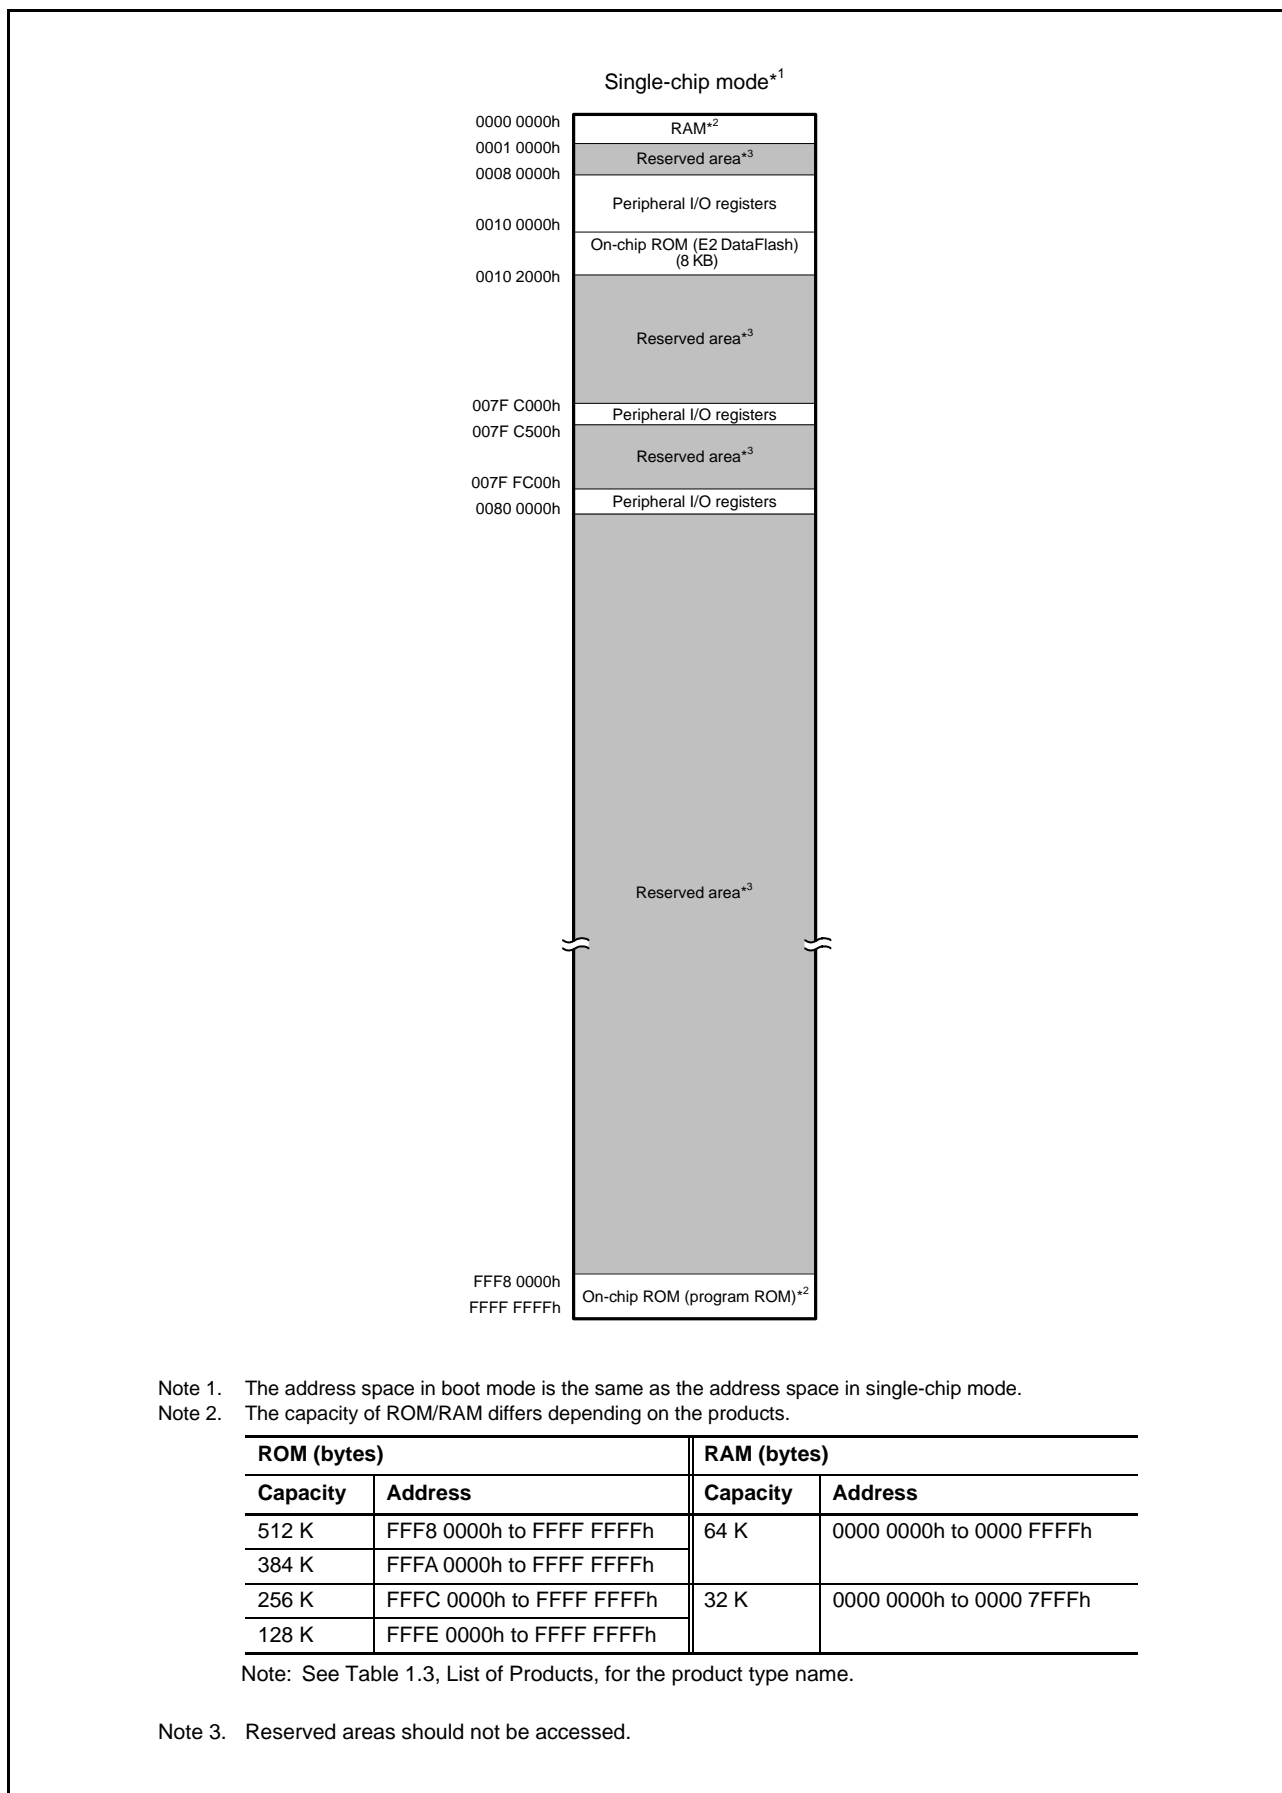 Single-chip mode*1
0000 0000h
RAM*2
0001 0000h
Reserved area*3
0008 0000h
Peripheral I/O registers
0010 0000h
On-chip ROM (E2 DataFlash)
(8 KB)
0010 2000h
Reserved area*3
007F C000h
Peripheral I/O registers
007F C500h
Reserved area*3
007F FC00h
Peripheral I/O registers
0080 0000h
Reserved area*3
FFF8 0000h
On-chip ROM (program ROM)*2
FFFF FFFFh
Note 1. The address space in boot mode is the same as the address space in single-chip mode.
Note 2. The capacity of ROM/RAM differs depending on the products.
ROM (bytes) RAM (bytes)
Capacity Address Capacity Address
512 K FFF8 0000h to FFFF FFFFh 64 K 0000 0000h to 0000 FFFFh
384 K FFFA 0000h to FFFF FFFFh
256 K FFFC 0000h to FFFF FFFFh 32 K 0000 0000h to 0000 7FFFh
128 K FFFE 0000h to FFFF FFFFh
Note: See Table 1.3, List of Products, for the product type name.
Note 3. Reserved areas should not be accessed.